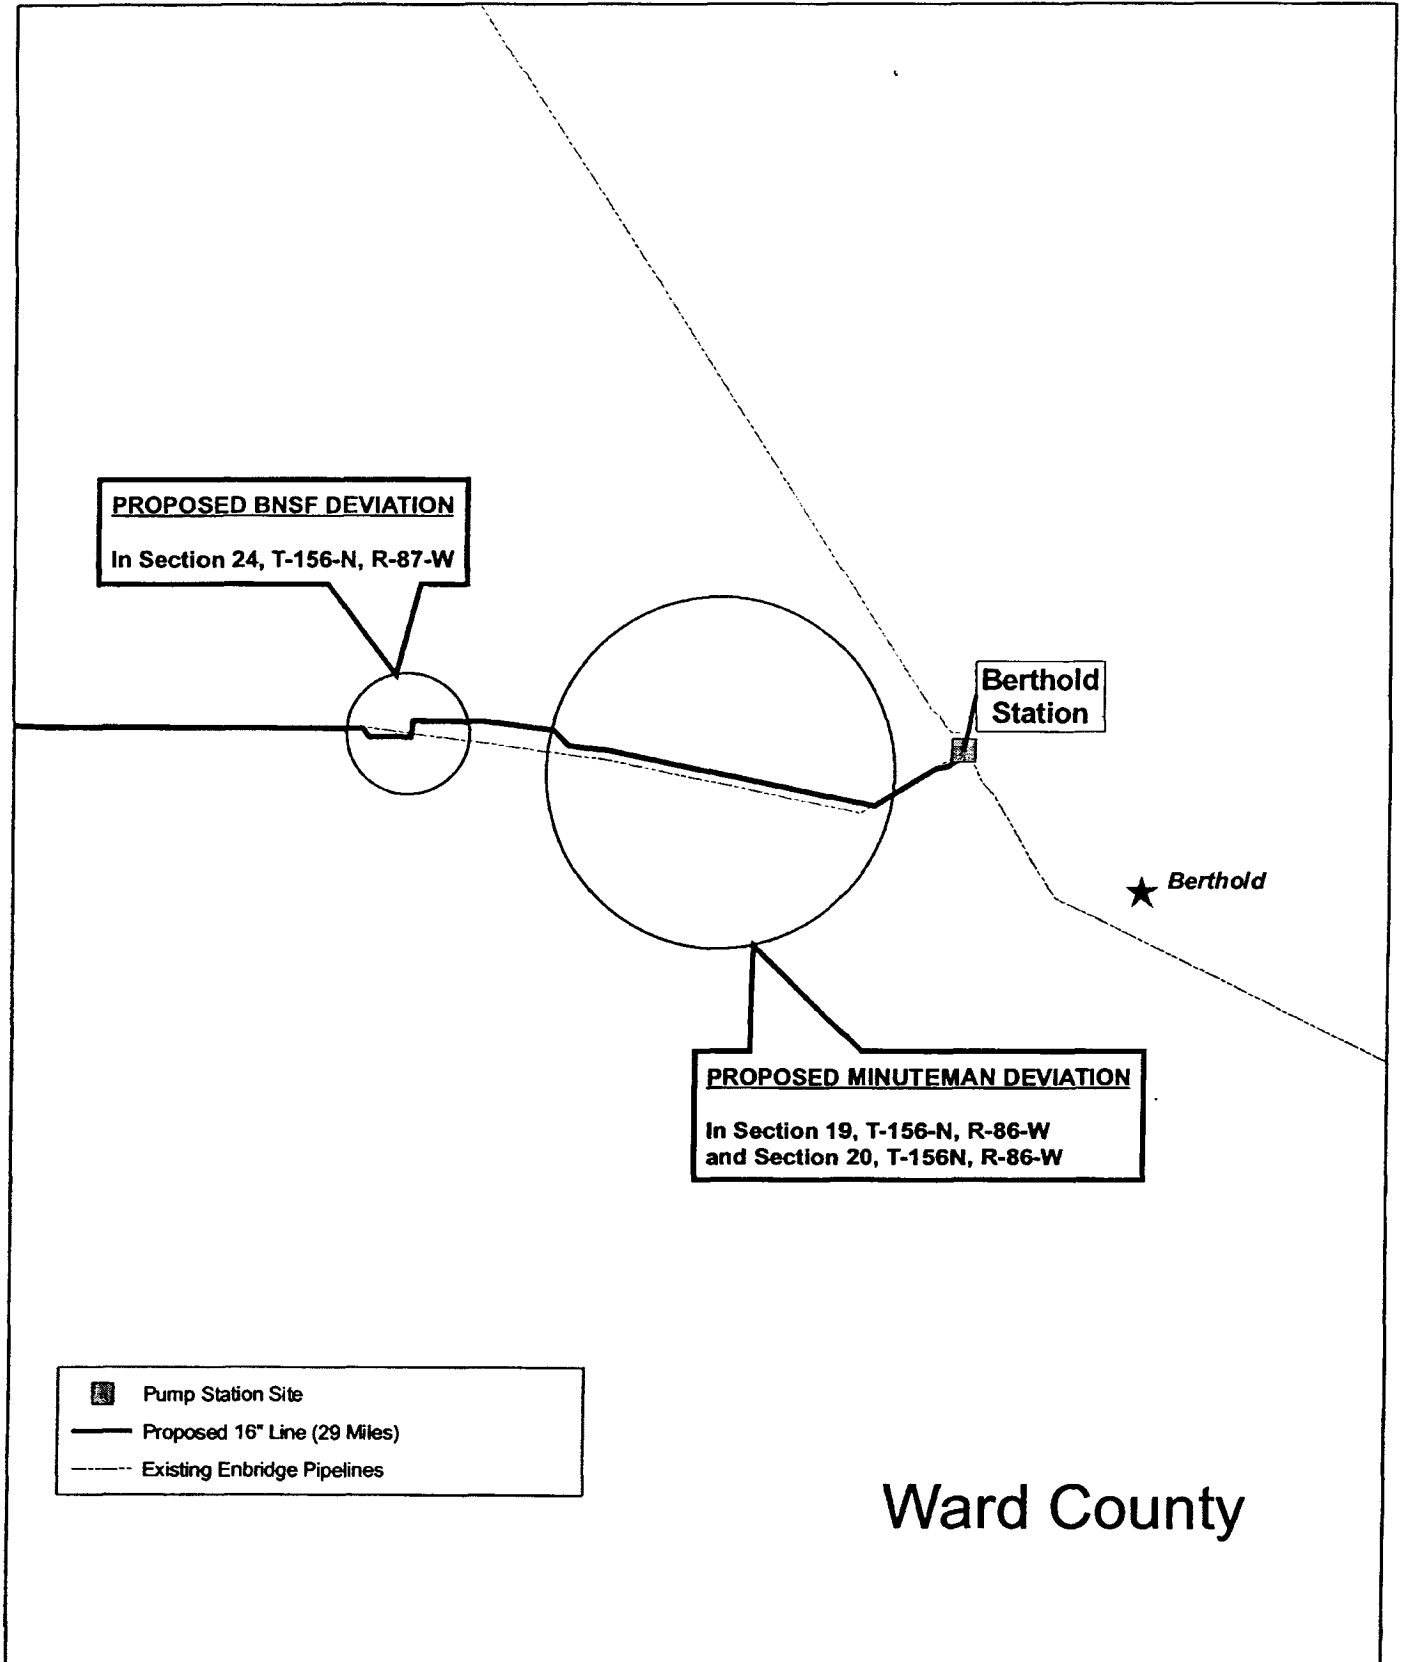 PROPOSED BNSF DEVIATION
In Section 24, T-156-N, R-87-W
Berthold
Station
Berthold
PROPOSED MINUTEMAN DEVIATION
In Section 19, T-156-N, R-86-W
and Section 20, T-156N, R-86-W
Pump Station Site
Proposed 16" Line (29 Miles)
Existing Enbridge Pipelines
Ward County